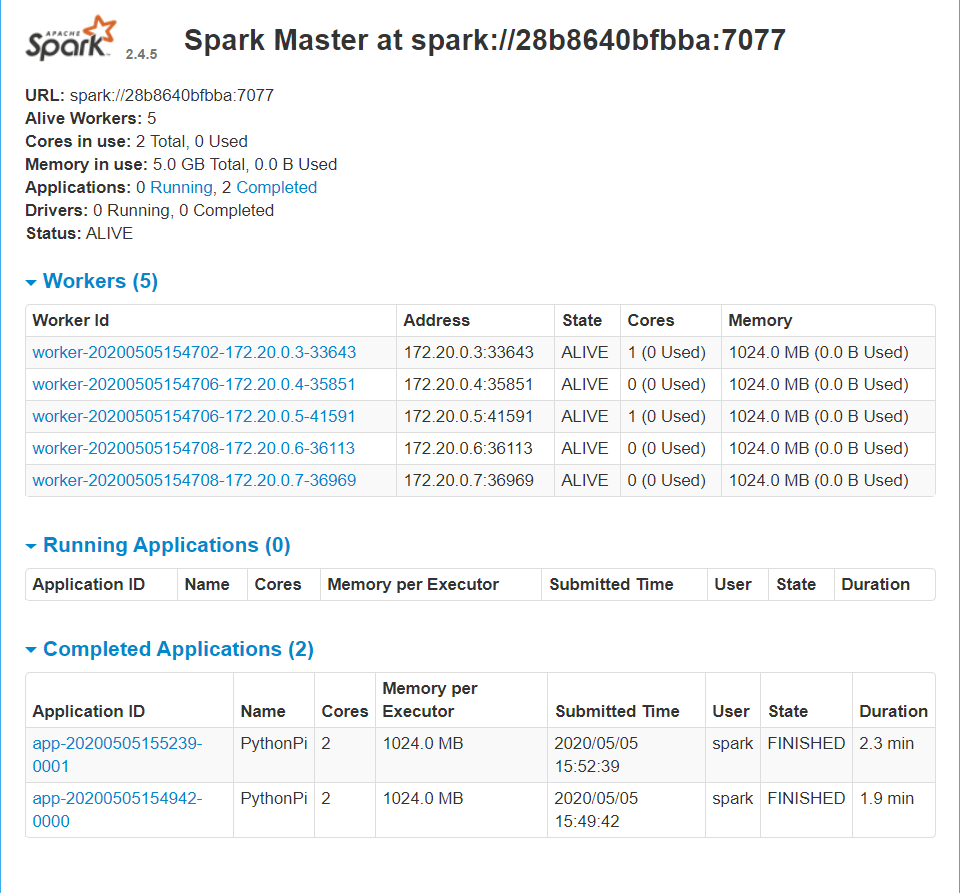 APACHE
Spark 2.4.5 Spark Master at spark://28b8640bfbba:7077
URL: spark://28b8640bfbba:7077
Alive Workers: 5
Cores in use: 2 Total, 0 Used
Memory in use: 5.0 GB Total, 0.0 B Used
Applications: 0 Running, 2 Completed
Drivers: 0 Running, 0 Completed
Status: ALIVE
Workers (5)
Worker Id Address State Cores Memory
worker-20200505154702-172.20.0.3-33643 172.20.0.3:33643 ALIVE 1 (0 Used) 1024.0 MB (0.0 B Used)
worker-20200505154706-172.20.0.4-35851 172.20.0.4:35851 ALIVE 0 (0 Used) 1024.0 MB (0.0 B Used)
worker-20200505154706-172.20.0.5-41591 172.20.0.5:41591 ALIVE 1 (0 Used) 1024.0 MB (0.0 B Used)
worker-20200505154708-172.20.0.6-36113 172.20.0.6:36113 ALIVE 0 (0 Used) 1024.0 MB (0.0 B Used)
worker-20200505154708-172.20.0.7-36969 172.20.0.7:36969 ALIVE 0 (0 Used) 1024.0 MB (0.0 B Used)
Running Applications (0)
Application ID Name Cores Memory per Executor Submitted Time User State Duration
Completed Applications (2)
Memory per
Application ID Name Cores Executor Submitted Time User State Duration
app-20200505155239- PythonPi 2 1024.0 MB 2020/05/05 spark FINISHED 2.3 min
0001 15:52:39
app-20200505154942- PythonPi 2 1024.0 MB 2020/05/05 spark FINISHED 1.9 min
0000 15:49:42